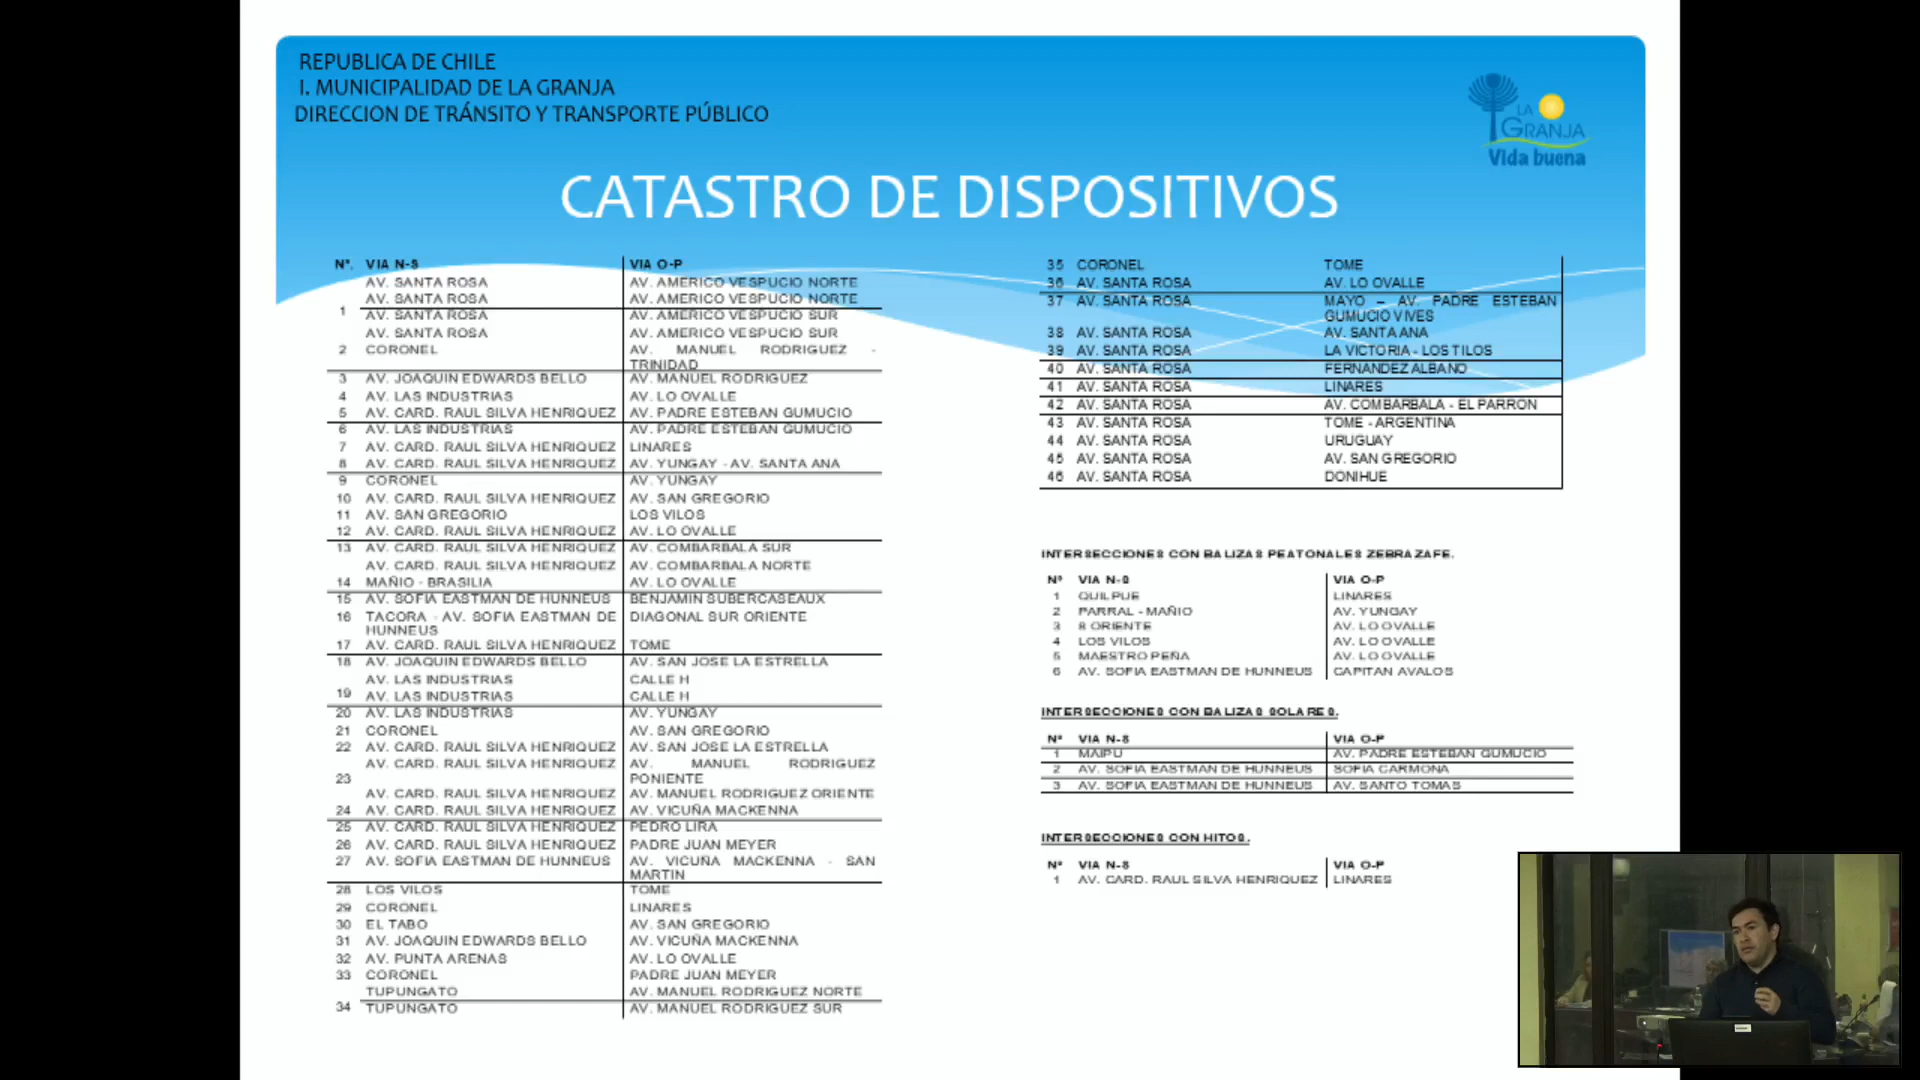 REPUBLICA DE CHILE
I. MUNICIPALIDAD DE LA GRANJA
DIRECCION DE TRÁNSITO Y TRANSPORTE PÚBLICO
LA
GRANJA
Vida buena
CATASTRO DE DISPOSITIVOS
Nº. VIA N-S VIA O-P
AV. SANTA ROSA AV. AMERICO VESPUCIO NORTE
AV. SANTA ROSA AV. AMERICO VESPUCIO NORTE
1
AV. SANTA ROSA AV. AMERICO VESPUCIO SUR
AV. SANTA ROSA AV. AMERICO VESPUCIO SUR
2 CORONEL AV. MANUEL RODRIGUEZ -
TRINIDAD
3 AV. JOAQUIN EDWARDS BELLO AV. MANUEL RODRIGUEZ
4 AV. LAS INDUSTRIAS AV. LO OVALLE
5 AV. CARD. RAUL SILVA HENRIQUEZ AV. PADRE ESTEBAN GUMUCIO
6 AV. LAS INDUSTRIAS AV. PADRE ESTEBAN GUMUCIO
7 AV. CARD. RAUL SILVA HENRIQUEZ LINARES
8 AV. CARD. RAUL SILVA HENRIQUEZ AV. YUNGAY - AV. SANTA ANA
9 CORONEL AV. YUNGAY
10 AV. CARD. RAUL SILVA HENRIQUEZ AV. SAN GREGORIO
11 AV. SAN GREGORIO LOS VILOS
12 AV. CARD. RAUL SILVA HENRIQUEZ AV. LO OVALLE
13 AV. CARD. RAUL SILVA HENRIQUEZ AV. COMBARBALA SUR
AV. CARD. RAUL SILVA HENRIQUEZ AV. COMBARBALA NORTE
14 MAÑIO - BRASILIA AV. LO OVALLE
15 AV. SOFIA EASTMAN DE HUNNEUS BENJAMIN SUBERCASEAUX
16 TACORA - AV. SOFIA EASTMAN DE DIAGONAL SUR ORIENTE
HUNNEUS
17 AV. CARD. RAUL SILVA HENRIQUEZ TOME
18 AV. JOAQUIN EDWARDS BELLO AV. SAN JOSE LA ESTRELLA
AV. LAS INDUSTRIAS CALLE H
19 AV. LAS INDUSTRIAS CALLE H
20 AV. LAS INDUSTRIAS AV. YUNGAY
21 CORONEL AV. SAN GREGORIO
22 AV. CARD. RAUL SILVA HENRIQUEZ AV. SAN JOSE LA ESTRELLA
AV. CARD. RAUL SILVA HENRIQUEZ AV. MANUEL RODRIGUEZ
23 PONIENTE
AV. CARD. RAUL SILVA HENRIQUEZ AV. MANUEL RODRIGUEZ ORIENTE
24 AV. CARD. RAUL SILVA HENRIQUEZ AV. VICUÑA MACKENNA
25 AV. CARD. RAUL SILVA HENRIQUEZ PEDRO LIRA
26 AV. CARD. RAUL SILVA HENRIQUEZ PADRE JUAN MEYER
27 AV. SOFIA EASTMAN DE HUNNEUS AV. VICUÑA MACKENNA - SAN
MARTIN
28 LOS VILOS TOME
29 CORONEL LINARES
30 EL TABO AV. SAN GREGORIO
31 AV. JOAQUIN EDWARDS BELLO AV. VICUÑA MACKENNA
32 AV. PUNTA ARENAS AV. LO OVALLE
33 CORONEL PADRE JUAN MEYER
TUPUNGATO AV. MANUEL RODRIGUEZ NORTE
34 TUPUNGATO AV. MANUEL RODRIGUEZ SUR
35 CORONEL TOME
36 AV. SANTA ROSA AV. LO OVALLE
37 AV. SANTA ROSA MAYO – AV. PADRE ESTEBAN
GUMUCIO VIVES
38 AV. SANTA ROSA AV. SANTA ANA
39 AV. SANTA ROSA LA VICTORIA - LOS TILOS
40 AV. SANTA ROSA FERNANDEZ ALBANO
41 AV. SANTA ROSA LINARES
42 AV. SANTA ROSA AV. COMBARBALA - EL PARRON
43 AV. SANTA ROSA TOME - ARGENTINA
44 AV. SANTA ROSA URUGUAY
45 AV. SANTA ROSA AV. SAN GREGORIO
46 AV. SANTA ROSA DONIHUE
INTERSECCIONES CON BALIZAS PEATONALES ZEBRAZAFE.
Nº VIA N-S VIA O-P
1 QUILPUE LINARES
2 PARRAL - MAÑIO AV. YUNGAY
3 8 ORIENTE AV. LO OVALLE
4 LOS VILOS AV. LO OVALLE
5 MAESTRO PEÑA AV. LO OVALLE
6 AV. SOFIA EASTMAN DE HUNNEUS CAPITAN AVALOS
INTERSECCIONES CON BALIZAS SOLARES.
Nº VIA N-S VIA O-P
1 MAIPU AV. PADRE ESTEBAN GUMUCIO
2 AV. SOFIA EASTMAN DE HUNNEUS SOFIA CARMONA
3 AV. SOFIA EASTMAN DE HUNNEUS AV. SANTO TOMAS
INTERSECCIONES CON HITOS.
Nº VIA N-S VIA O-P
1 AV. CARD. RAUL SILVA HENRIQUEZ LINARES